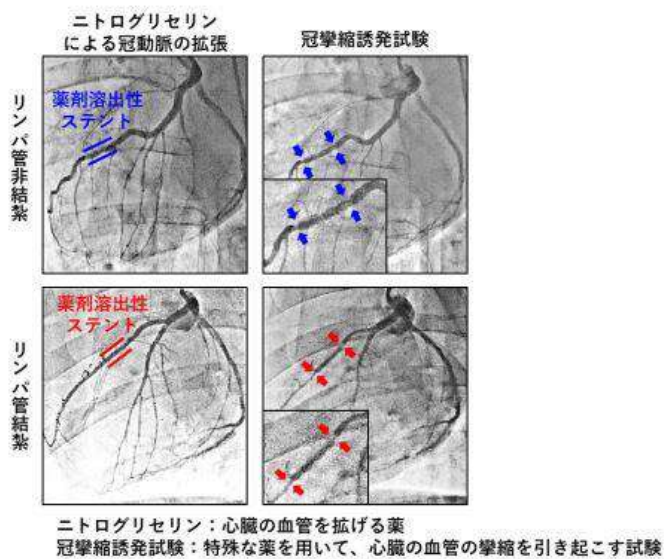 ニトログリセリン
による冠動脈の拡張
冠攣縮誘発試験
リンパ管非結紮
薬剤溶出性
ステント
リンパ管結紮
薬剤溶出性
ステント
ニトログリセリン：心臓の血管を拡げる薬
冠攣縮誘発試験：特殊な薬を用いて、心臓の血管の攣縮を引き起こす試験